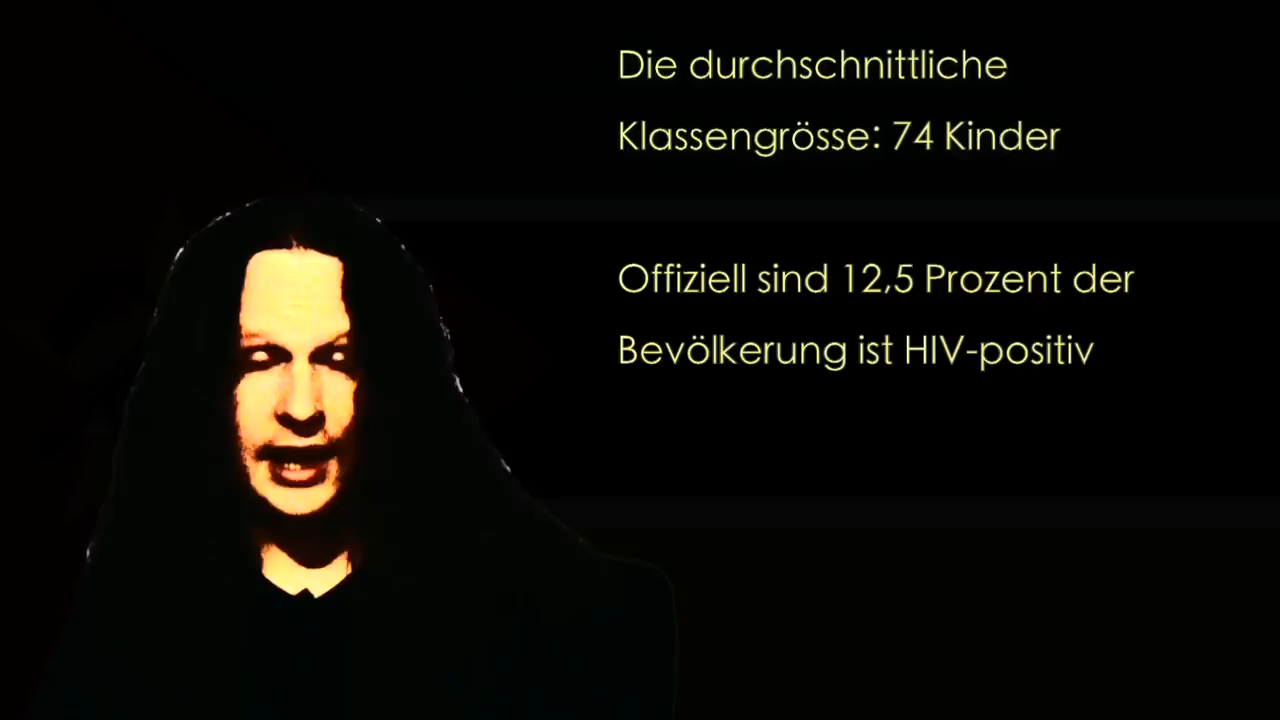 Die durchschnittliche
Klassengrösse: 74 Kinder
Offiziell sind 12,5 Prozent der
Bevölkerung ist HIV-positiv